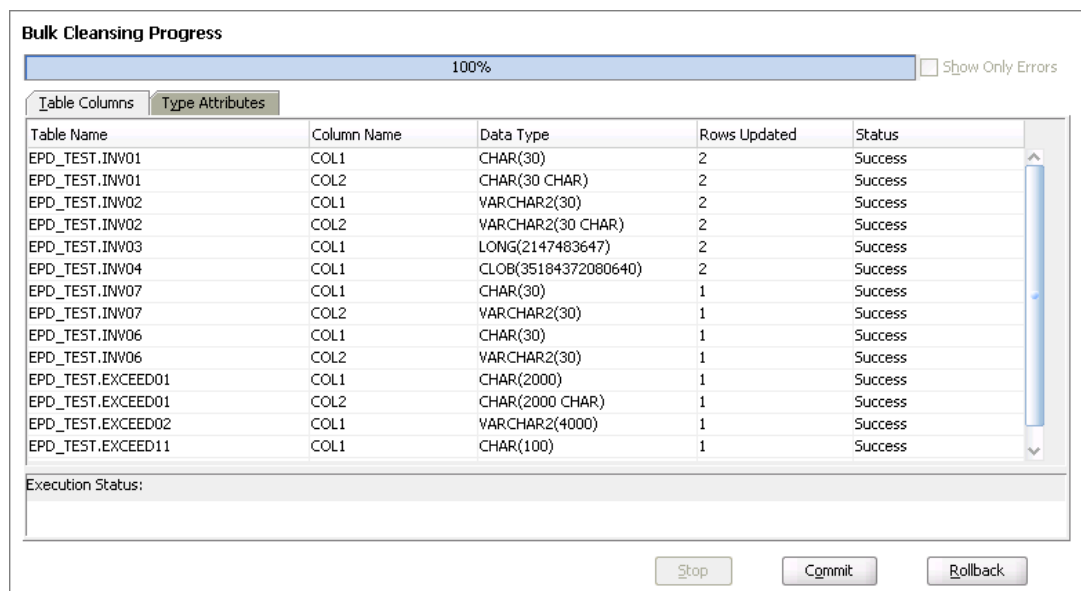 Bulk Cleansing Progress
100%
Show Only Errors
Table Columns Type Attributes
Table Name Column Name Data Type Rows Updated Status
EPD_TEST.INV01 COL1 CHAR(30) 2 Success
EPD_TEST.INV01 COL2 CHAR(30 CHAR) 2 Success
EPD_TEST.INV02 COL1 VARCHAR2(30) 2 Success
EPD_TEST.INV02 COL2 VARCHAR2(30 CHAR) 2 Success
EPD_TEST.INV03 COL1 LONG(2147483647) 2 Success
EPD_TEST.INV04 COL1 CLOB(35184372080640) 2 Success
EPD_TEST.INV07 COL1 CHAR(30) 1 Success
EPD_TEST.INV07 COL2 VARCHAR2(30) 1 Success
EPD_TEST.INV06 COL1 CHAR(30) 1 Success
EPD_TEST.INV06 COL2 VARCHAR2(30) 1 Success
EPD_TEST.EXCEED01 COL1 CHAR(2000) 1 Success
EPD_TEST.EXCEED01 COL2 CHAR(2000 CHAR) 1 Success
EPD_TEST.EXCEED02 COL1 VARCHAR2(4000) 1 Success
EPD_TEST.EXCEED11 COL1 CHAR(100) 1 Success
Execution Status:
Stop Commit Rollback